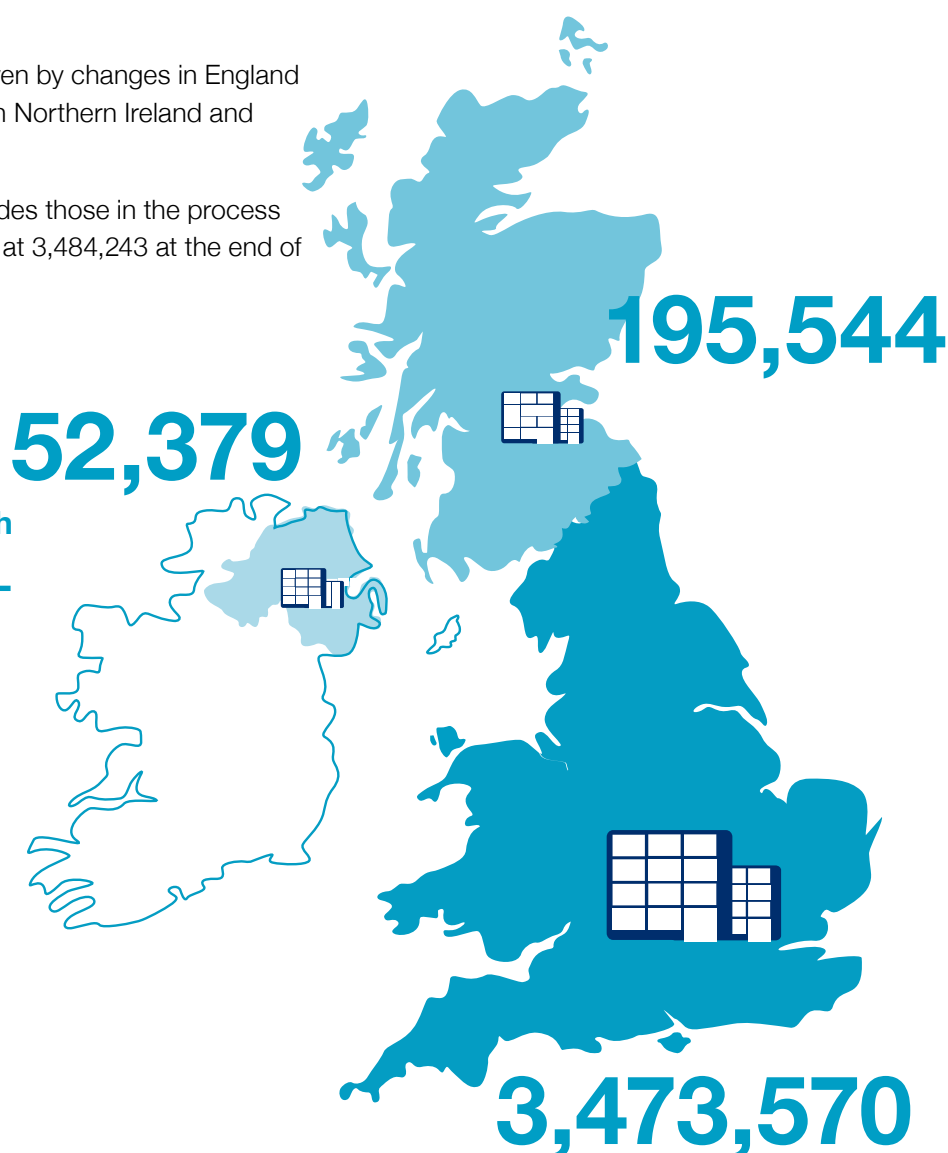 en by changes in England
n Northern Ireland and
des those in the process
at 3,484,243 at the end of
195,544
52,379
h
3,473,570